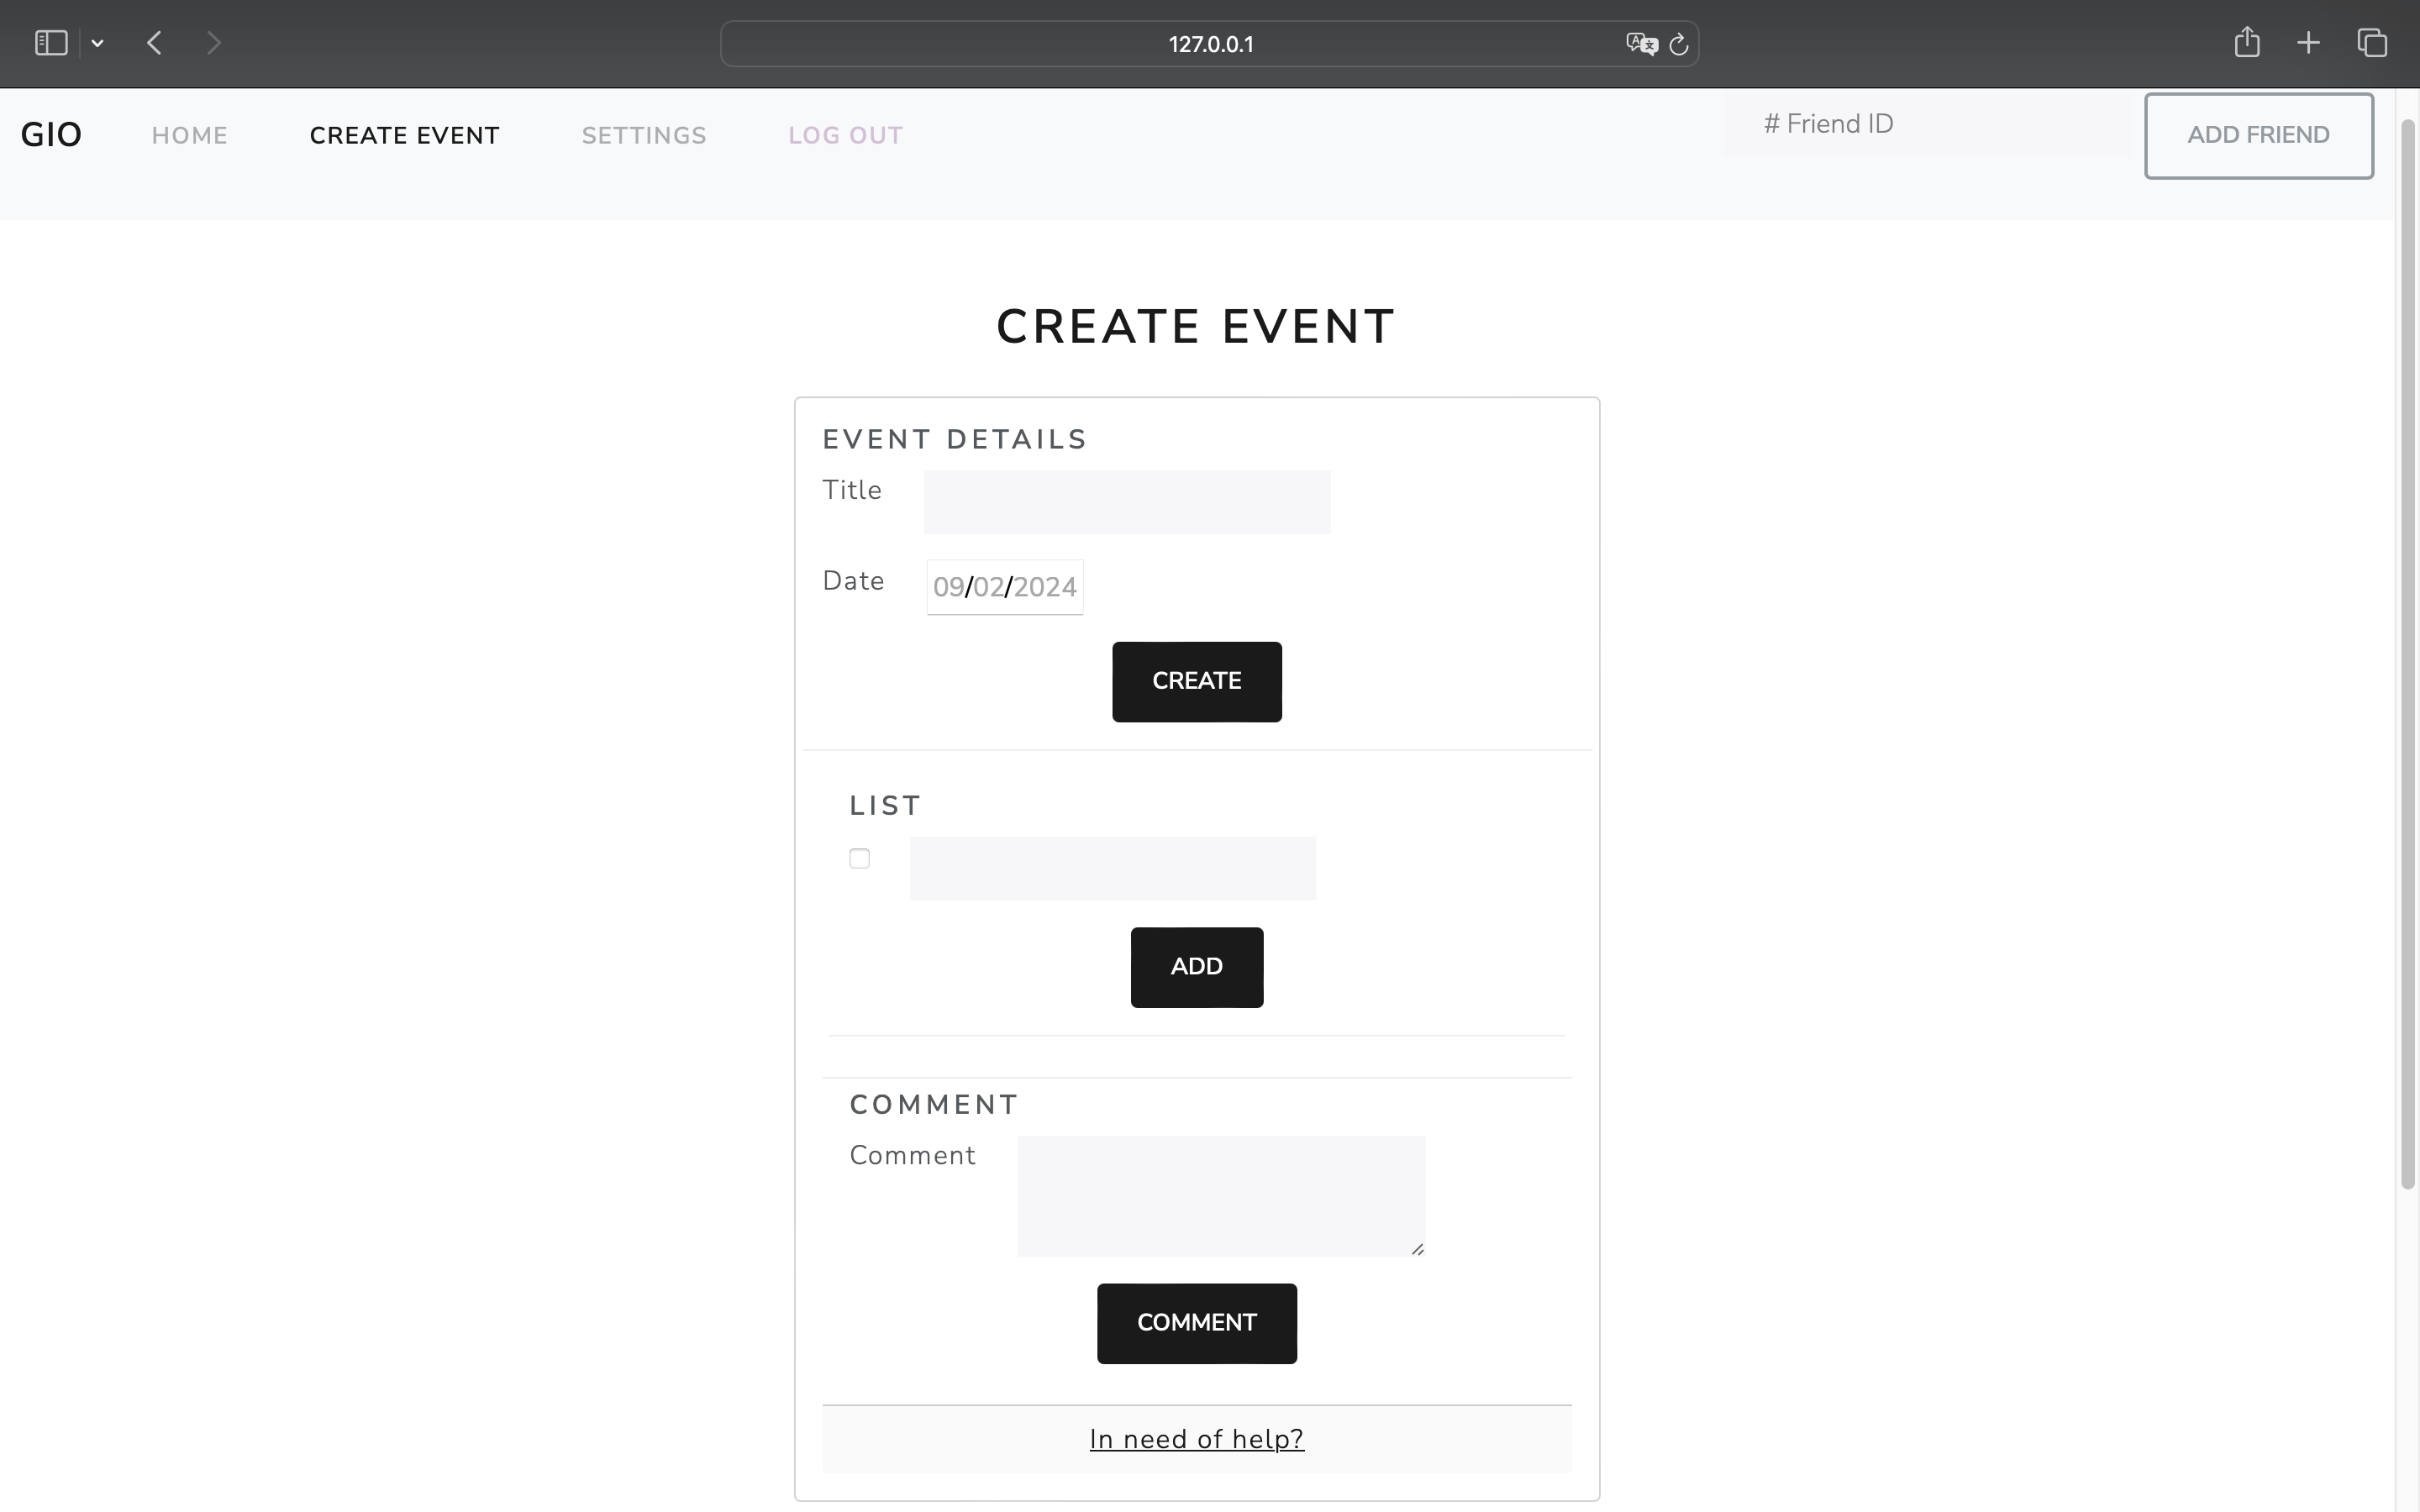 127.0.0.1
GIO HOME CREATE EVENT SETTINGS LOG OUT # Friend ID ADD FRIEND
CREATE EVENT
EVENT DETAILS
Title
Date 09/02/2024
CREATE
LIST
ADD
COMMENT
Comment
COMMENT
In need of help?